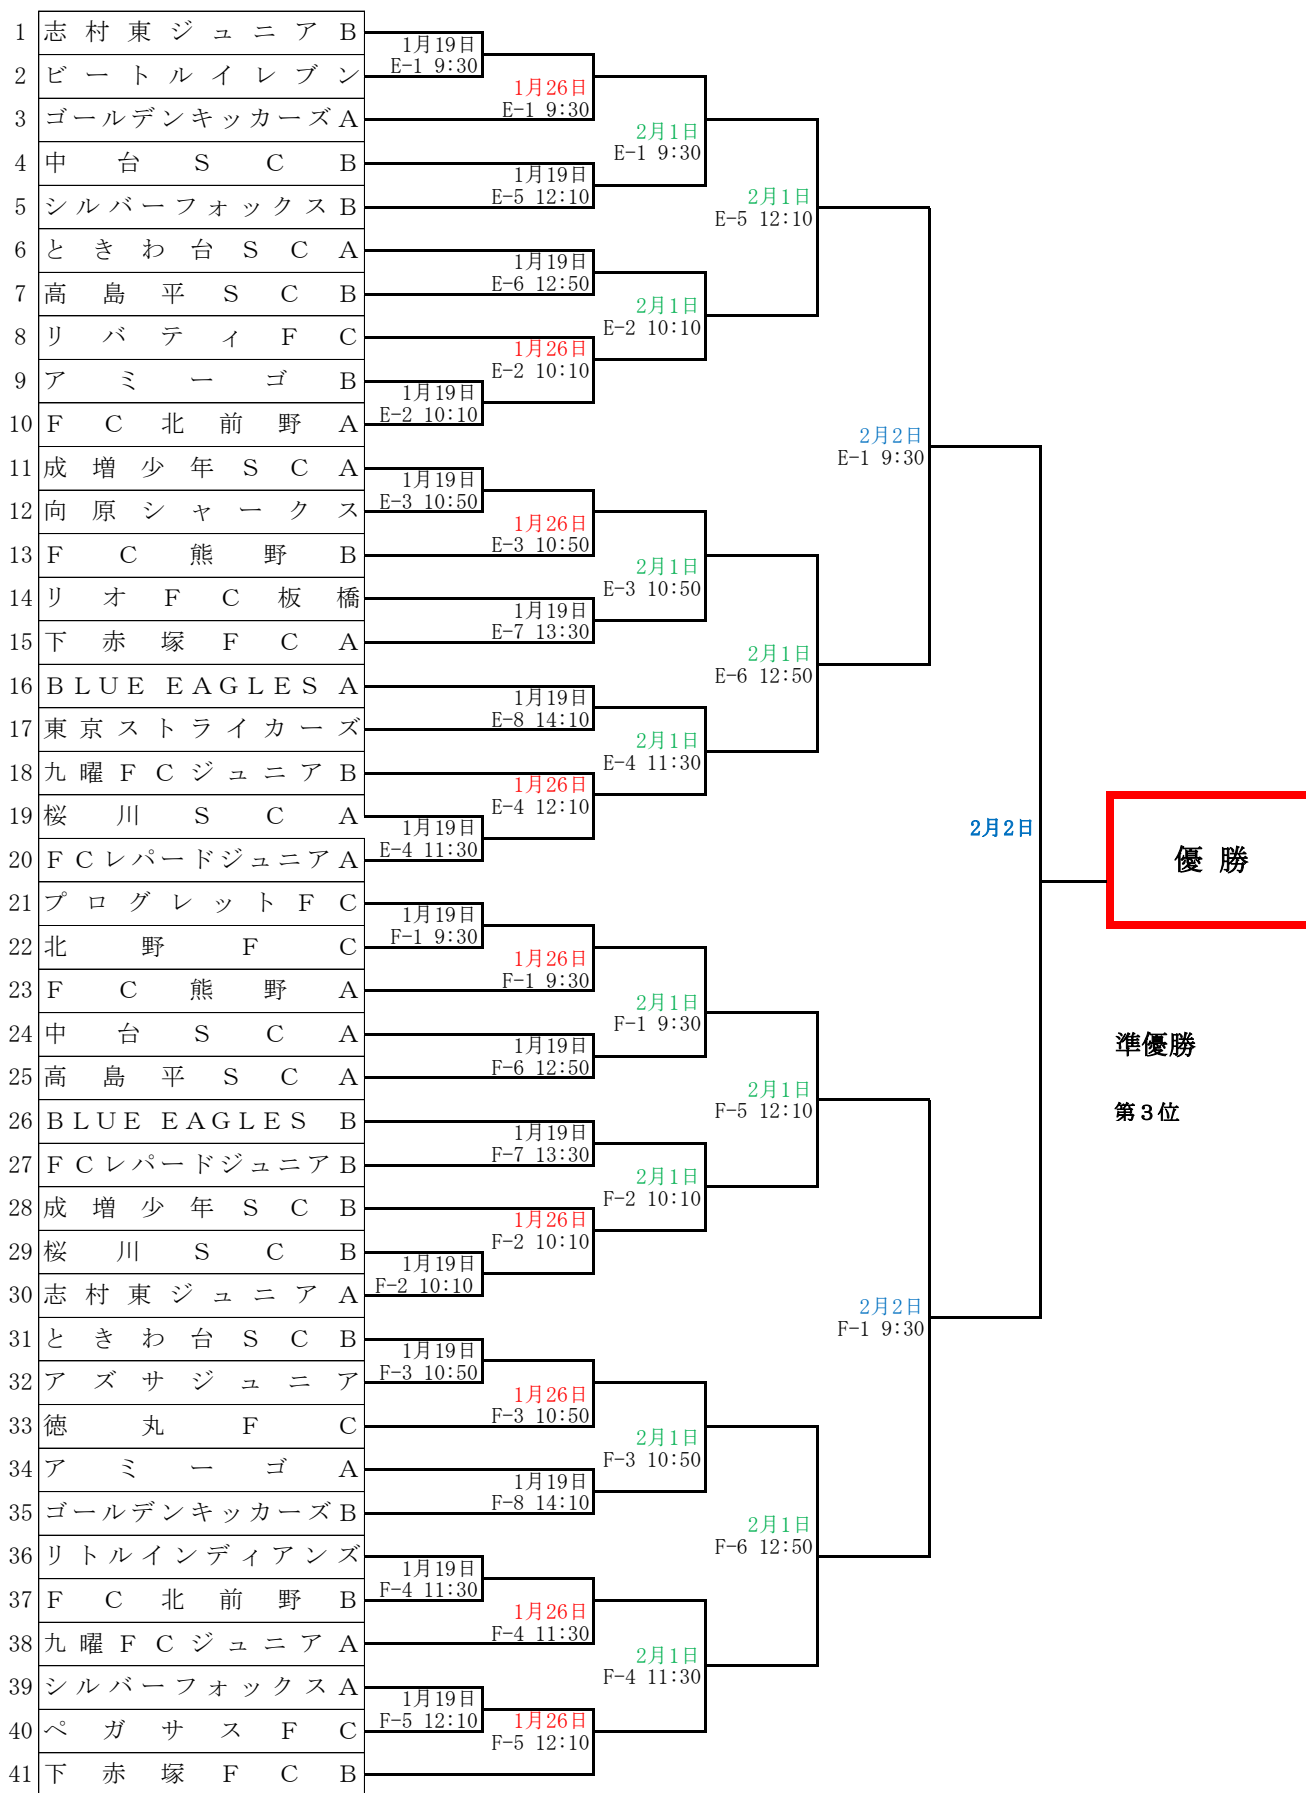 1 志村東ジュニアB
1月19日
E-1 9:30
2 ビートルイレブン
1月26日
E-1 9:30
3 ゴールデンキッカーズA
2月1日
E-1 9:30
4 中台SCB
1月19日
E-5 12:10
5 シルバーフォックスB
2月1日
E-5 12:10
6 ときわ台SCA
1月19日
E-6 12:50
7 高島平SCB
2月1日
E-2 10:10
8 リバティFC
1月26日
E-2 10:10
9 アミーゴB
1月19日
E-2 10:10
10 FC北前野A
2月2日
E-1 9:30
11 成増少年SCA
1月19日
E-3 10:50
12 向原シャークス
1月26日
E-3 10:50
13 FC熊野B
2月1日
E-3 10:50
14 リオFC板橋
1月19日
E-7 13:30
15 下赤塚FCA
2月1日
E-6 12:50
16 BLUE EAGLES A
1月19日
E-8 14:10
17 東京ストライカーズ
2月1日
E-4 11:30
18 九曜FCジュニアB
1月26日
E-4 12:10
19 桜川SCA
1月19日
E-4 11:30
2月2日
20 FCレパードジュニアA
優勝
21 プログレットFC
1月19日
F-1 9:30
22 北野FC
1月26日
F-1 9:30
23 FC熊野A
2月1日
F-1 9:30
24 中台SCA
1月19日
F-6 12:50
準優勝
25 高島平SCA
2月1日
F-5 12:10
第3位
26 BLUE EAGLES B
1月19日
F-7 13:30
27 FCレパードジュニアB
2月1日
F-2 10:10
28 成増少年SCB
1月26日
F-2 10:10
29 桜川SCB
1月19日
F-2 10:10
30 志村東ジュニアA
2月2日
F-1 9:30
31 ときわ台SCB
1月19日
F-3 10:50
32 アズサジュニア
1月26日
F-3 10:50
33 徳丸FC
2月1日
F-3 10:50
34 アミーゴA
1月19日
F-8 14:10
35 ゴールデンキッカーズB
2月1日
F-6 12:50
36 リトルインディアンズ
1月19日
F-4 11:30
37 FC北前野B
1月26日
F-4 11:30
38 九曜FCジュニアA
2月1日
F-4 11:30
39 シルバーフォックスA
1月19日
F-5 12:10
40 ペガサスFC
1月26日
F-5 12:10
41 下赤塚FCB